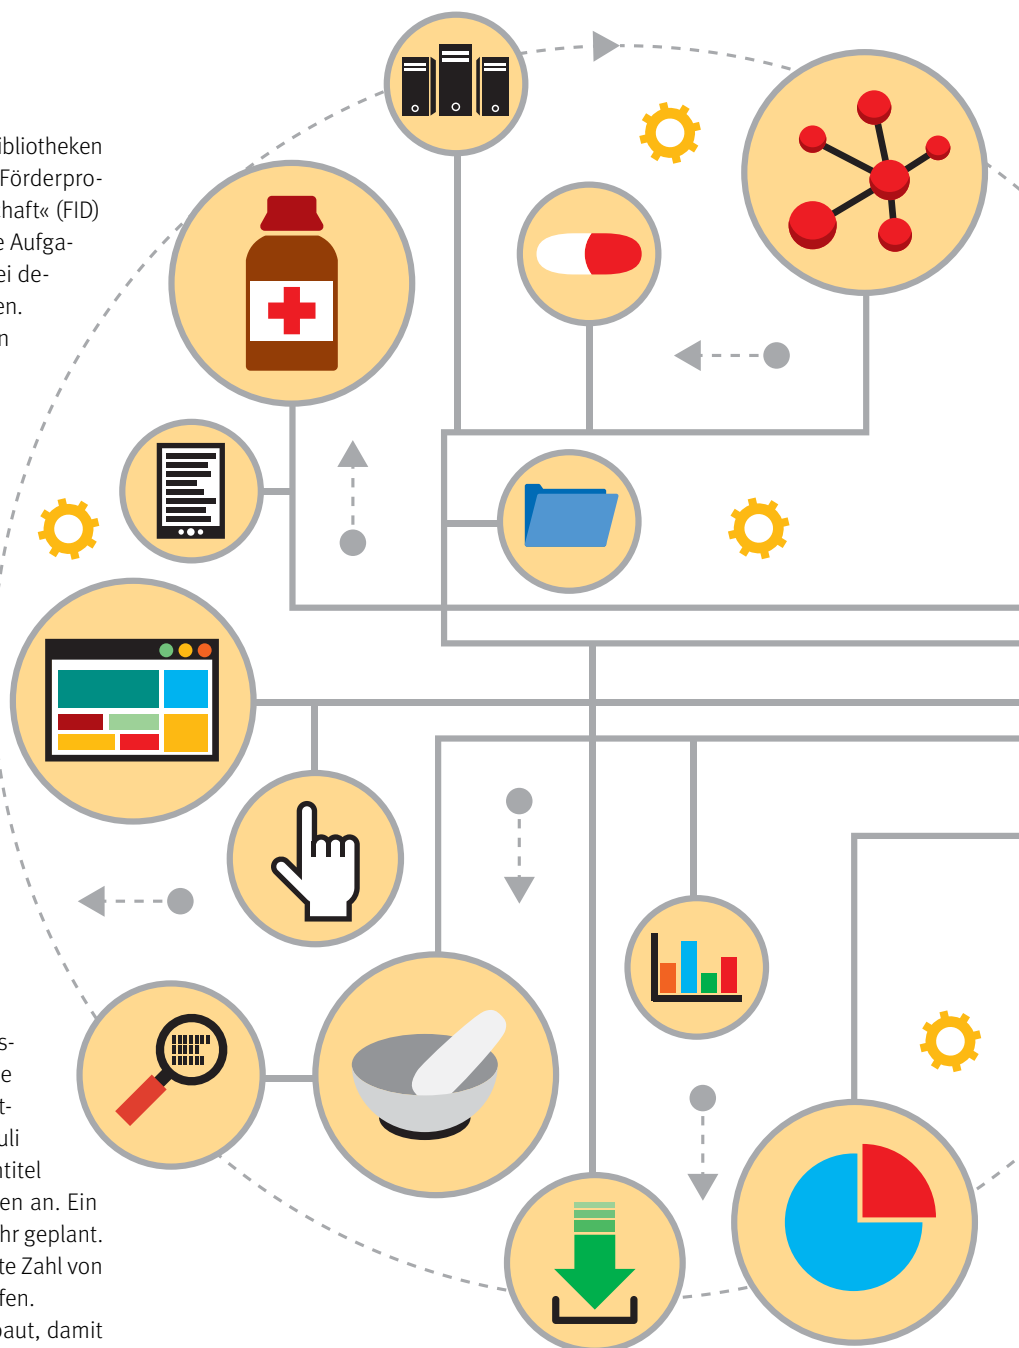 ibliotheken
Förderpro-
chaft« (FID)
e Aufga-
ei de-
en.
n
s-
e
t-
uli
ntitel
en an. Ein
hr geplant.
te Zahl von
fen.
baut, damit